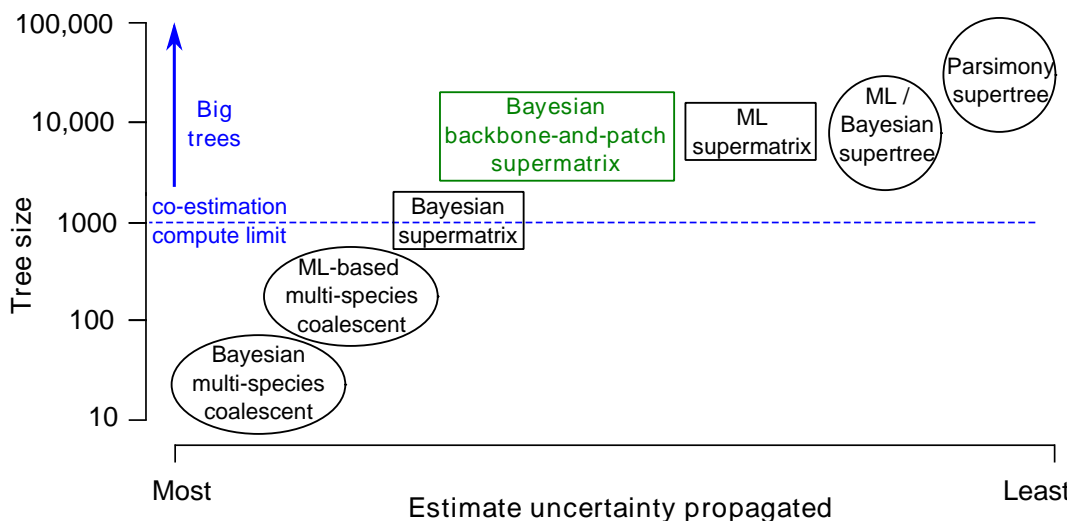 100,000
10,000
1000
100
10
Tree size
Big
trees
co-estimation
compute limit
Parsimony
supertree
ML /
Bayesian
supertree
ML
supermatrix
Bayesian
backbone-and-patch
supermatrix
Bayesian
supermatrix
ML-based
multi-species
coalescent
Bayesian
multi-species
coalescent
Most
Least
Estimate uncertainty propagated